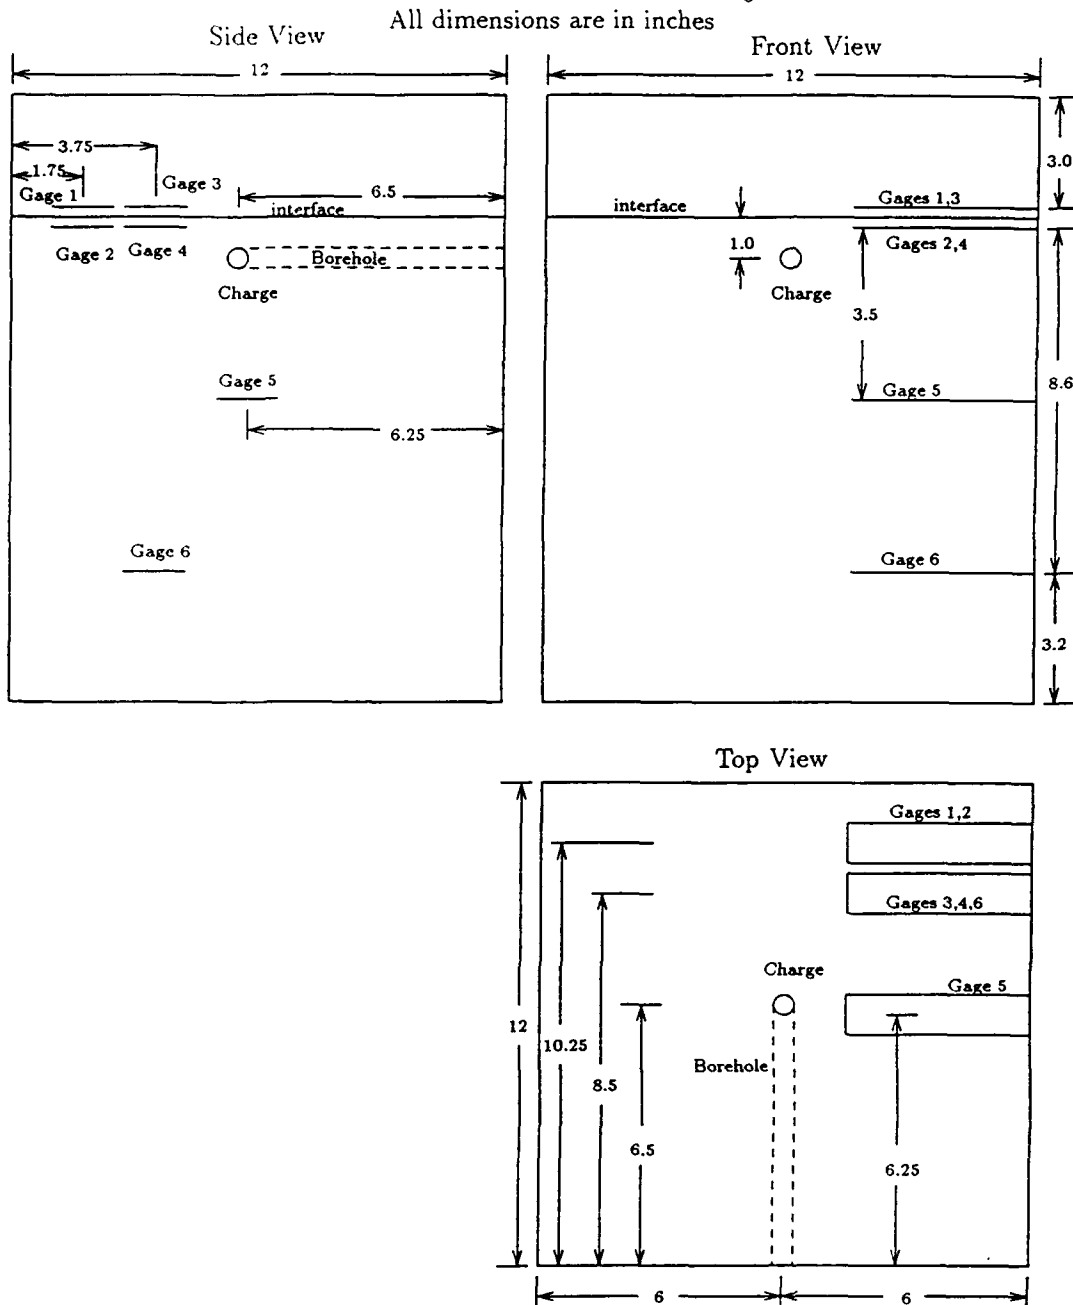 All dimensions are in inches
Side View
Front View
12
12
3.75
1.75
Gage 1
Gage 3
6.5
interface
Gage 2
Gage 4
Borehole
Charge
Gage 5
6.25
Gage 6
3.0
interface
Gages 1,3
1.0
Gages 2,4
Charge
3.5
8.6
Gage 5
Gage 6
3.2
Top View
Gages 1,2
Gages 3,4,6
Charge
Gage 5
12
10.25
8.5
Borehole
6.5
6.25
6
6